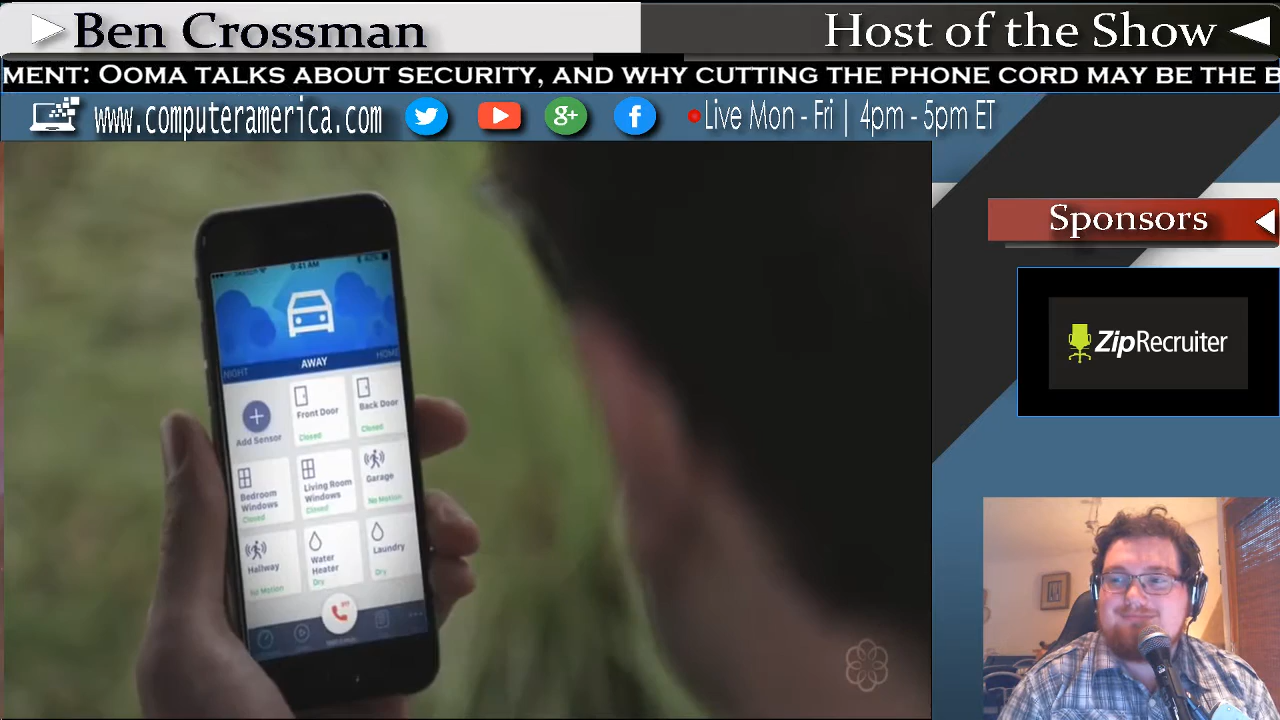 Ben Crossman
Host of the Show
MENT: OOMA TALKS ABOUT SECURITY, AND WHY CUTTING THE PHONE CORD MAY BE THE B
www.computeramerica.com
Live Mon - Fri | 4pm - 5pm ET
Sponsors
ZipRecruiter
9:41 AM
NIGHT
AWAY
HOME
Add Sensor
Front Door
Closed
Back Door
Closed
Bedroom
Windows
Closed
Living Room
Windows
Closed
Garage
No Motion
Hallway
No Motion
Water
Heater
Dry
Laundry
Dry